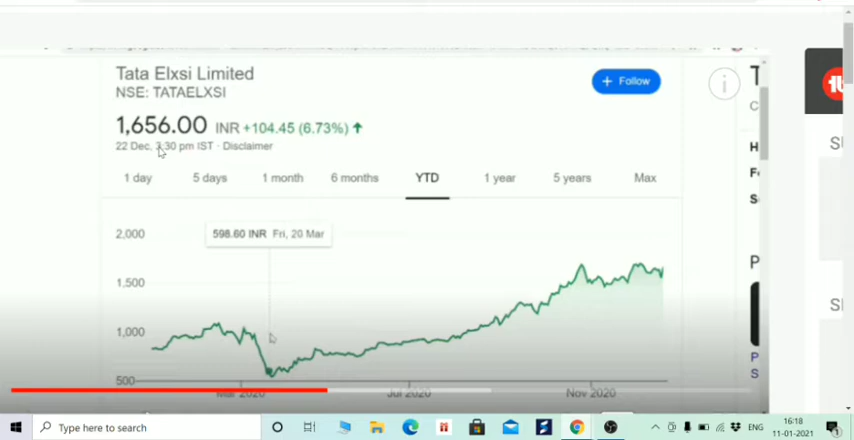 Tata Elxsi Limited
NSE: TATAELXSI
+ Follow
1,656.00 INR +104.45 (6.73%) ↑
22 Dec, 3:30 pm IST · Disclaimer
1 day 5 days 1 month 6 months YTD 1 year 5 years Max
2,000
598.60 INR Fri, 20 Mar
1,500
1,000
500
Mar 2020 Jul 2020 Nov 2020
Type here to search
ENG
16:18
11-01-2021